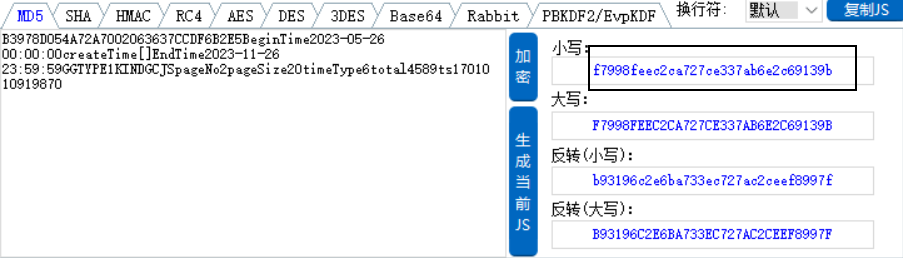 MD5 SHA HMAC RC4 AES DES 3DES Base64 Rabbit PBKDF2/EvpKDF 换行符: 默认 复制JS
B3978D054A72A7002063637CCDF6B2E5BeginTime2023-05-26
00:00:00createTime[]EndTime2023-11-26
23:59:59GGTYPE1KINDGCJSpageNo2pageSize20timeType6total4589ts17010
10919870
加密
生成当前JS
小写:
f7998feec2ca727ce337ab6e2c69139b
大写:
F7998FEEC2CA727CE337AB6E2C69139B
反转(小写):
b93196c2e6ba733ec727ac2ceef8997f
反转(大写):
B93196C2E6BA733EC727AC2CEEF8997F